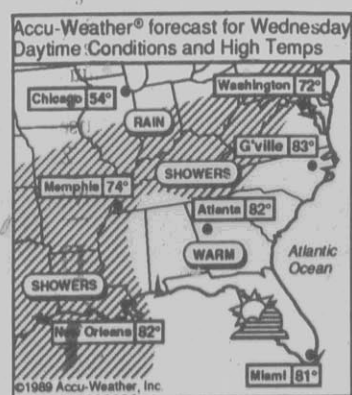 Accu-Weather® forecast for Wednesday
Daytime Conditions and High Temps
Washington 72°
Chicago 54°
RAIN
G'ville 83°
SHOWERS
Memphis 74°
Atlanta 82°
WARM
Atlantic
Ocean
SHOWERS
New Orleans 82°
Miami 81°
©1989 Accu-Weather, Inc.